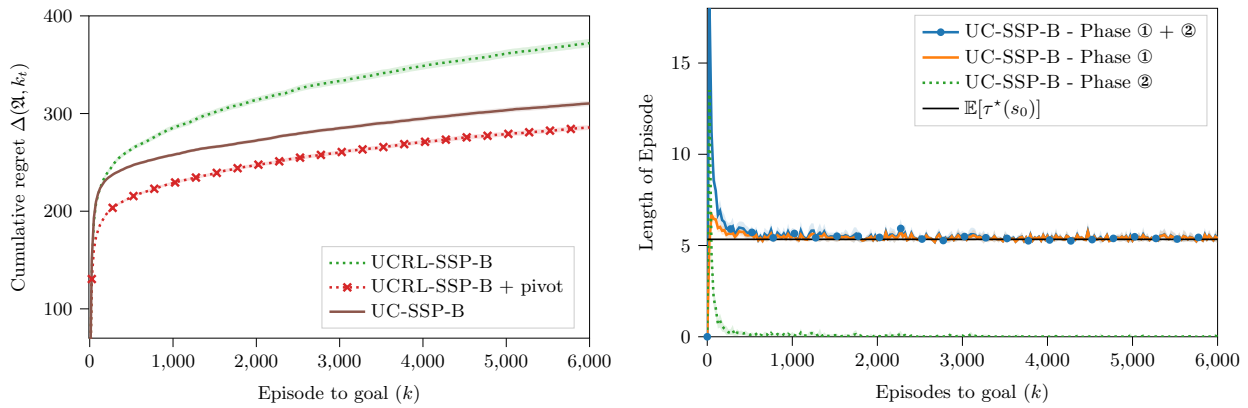 400
300
200
100
Cumulative regret Δ(𝔄, k_t)
UCRL-SSP-B
UCRL-SSP-B + pivot
UC-SSP-B
0 1,000 2,000 3,000 4,000 5,000 6,000
Episode to goal (k)
15
10
5
0
Length of Episode
UC-SSP-B - Phase ① + ②
UC-SSP-B - Phase ①
UC-SSP-B - Phase ②
𝔼[τ⋆(s₀)]
0 1,000 2,000 3,000 4,000 5,000 6,000
Episodes to goal (k)